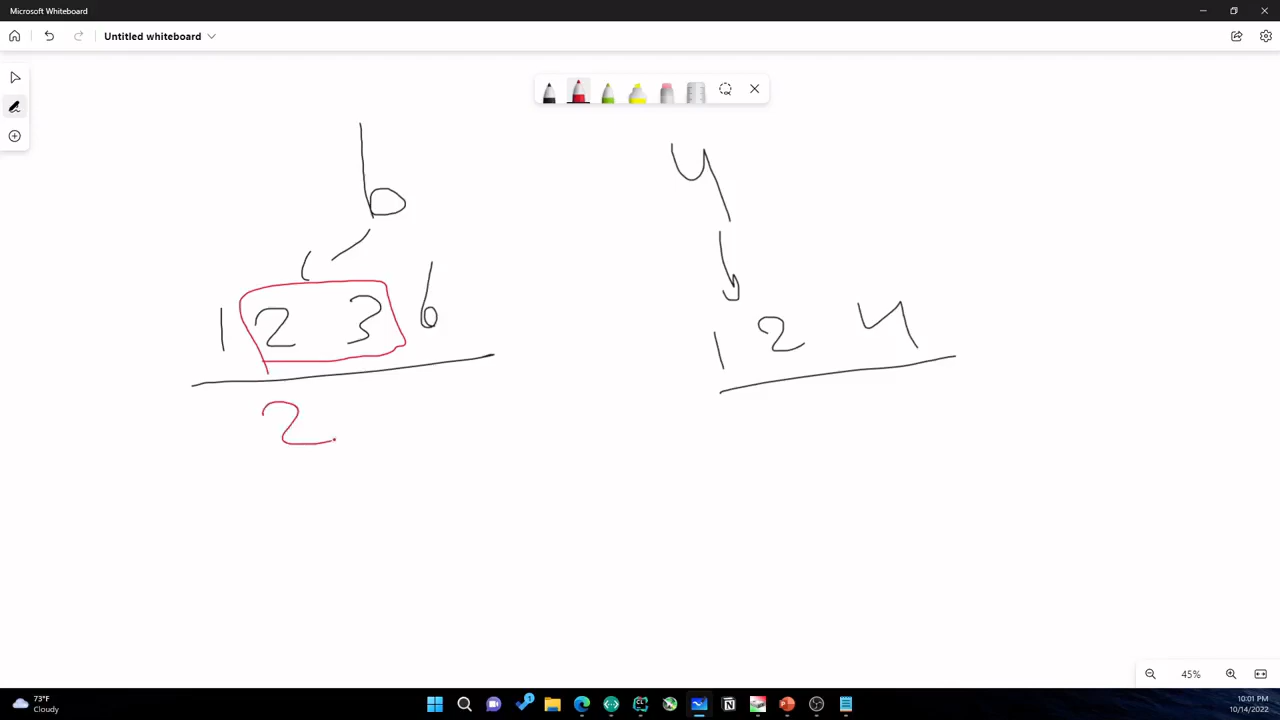 Microsoft Whiteboard
Untitled whiteboard
6 4
1 2 3 6 1 2 4
2.
45%
1
73°F
Cloudy
10:01 PM
10/14/2022